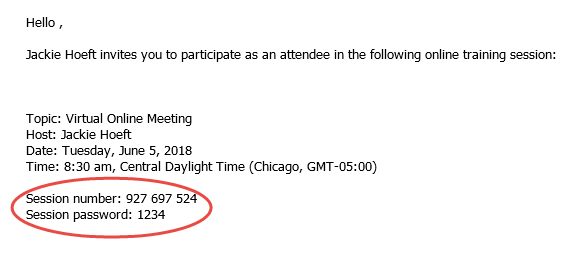 Hello ,
Jackie Hoeft invites you to participate as an attendee in the following online training session:
Topic: Virtual Online Meeting
Host: Jackie Hoeft
Date: Tuesday, June 5, 2018
Time: 8:30 am, Central Daylight Time (Chicago, GMT-05:00)
Session number: 927 697 524
Session password: 1234